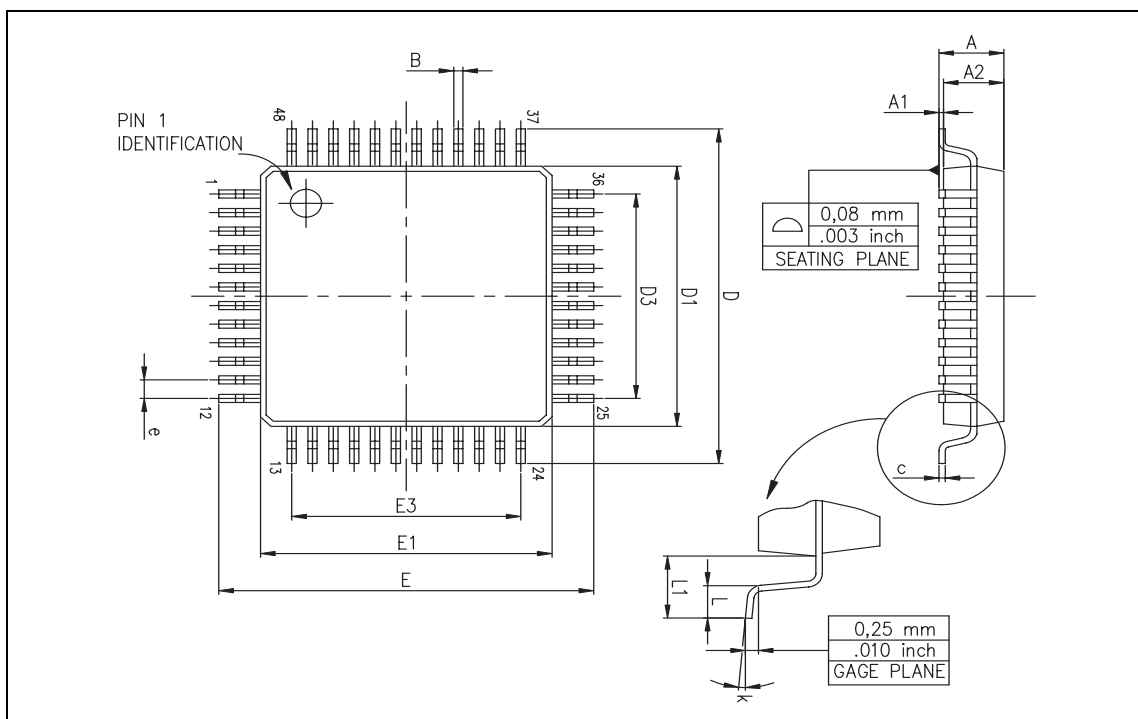 B
A
A2
A1
PIN 1
IDENTIFICATION
48
37
1
36
0,08 mm
.003 inch
SEATING PLANE
D3
D1
D
12
25
e
13
24
c
E3
E1
E
L1
L
0,25 mm
.010 inch
GAGE PLANE
k